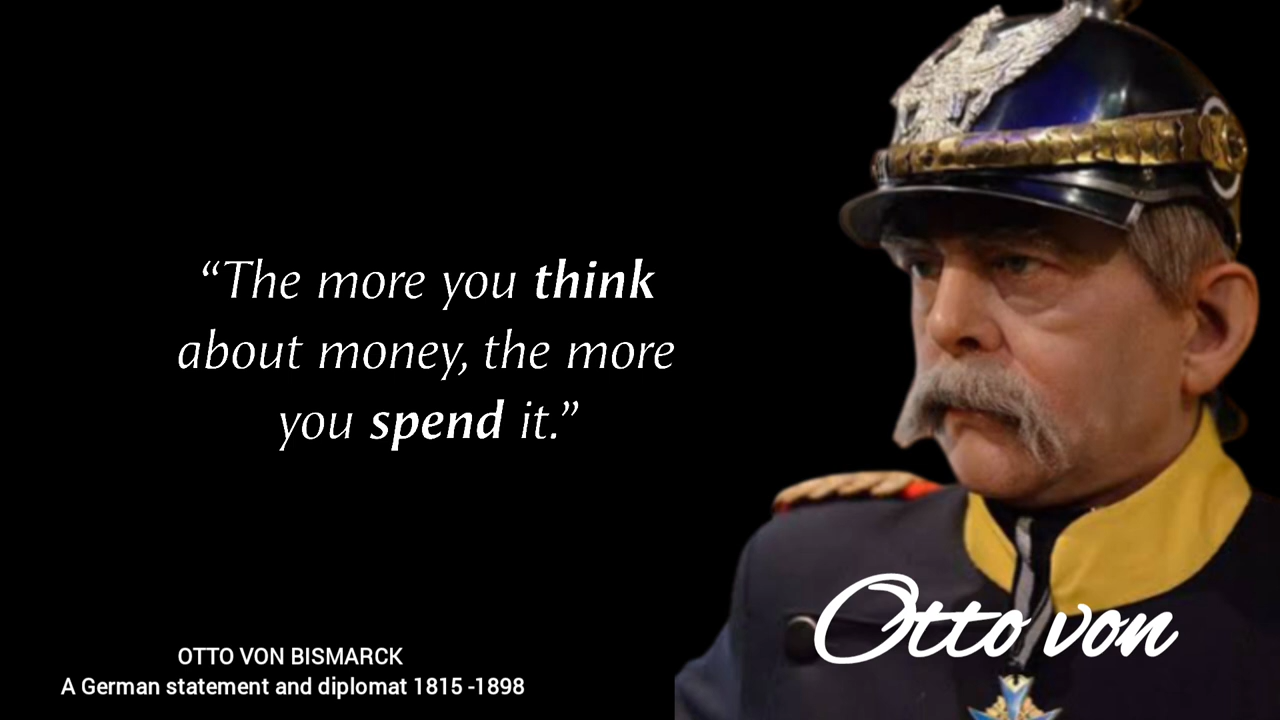 “The more you think
about money, the more
you spend it.”
Otto von
OTTO VON BISMARCK
A German statement and diplomat 1815 -1898